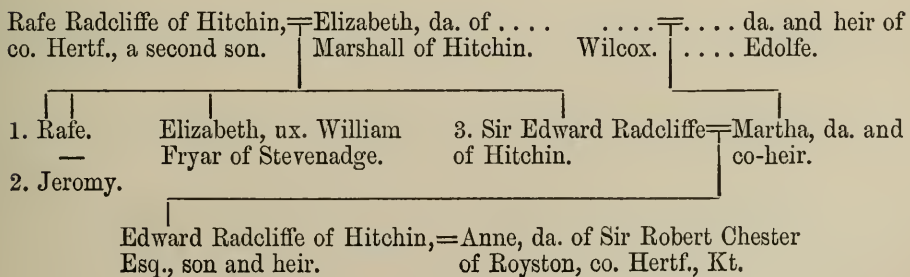 Rafe Radcliffe of Hitchin,=Elizabeth, da. of . . . . . . . .=. . . . da. and heir of
co. Hertf., a second son. Marshall of Hitchin. Wilcox. . . . . Edolfe.
1. Rafe. Elizabeth, ux. William 3. Sir Edward Radcliffe=Martha, da. and
— Fryar of Stevenadge. of Hitchin. co-heir.
2. Jeromy.
Edward Radcliffe of Hitchin,=Anne, da. of Sir Robert Chester
Esq., son and heir. of Royston, co. Hertf., Kt.